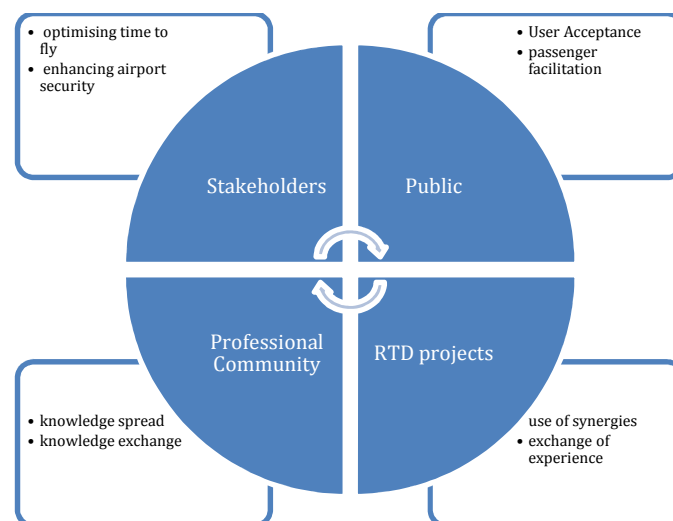 • optimising time to
fly
• enhancing airport
security
• User Acceptance
• passenger
facilitation
Stakeholders
Public
Professional
Community
RTD projects
• knowledge spread
• knowledge exchange
use of synergies
• exchange of
experience